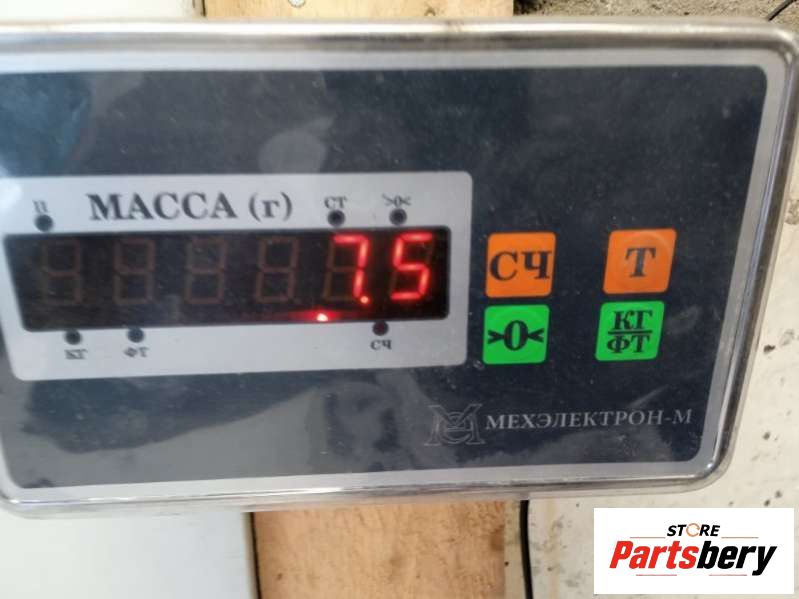 МАССА (г)
П
СТ
>0<
7.5
КГ
ФТ
СЧ
СЧ
Т
>0<
КГ
ФТ
МЕХЭЛЕКТРОН-М
STORE
Partsbery